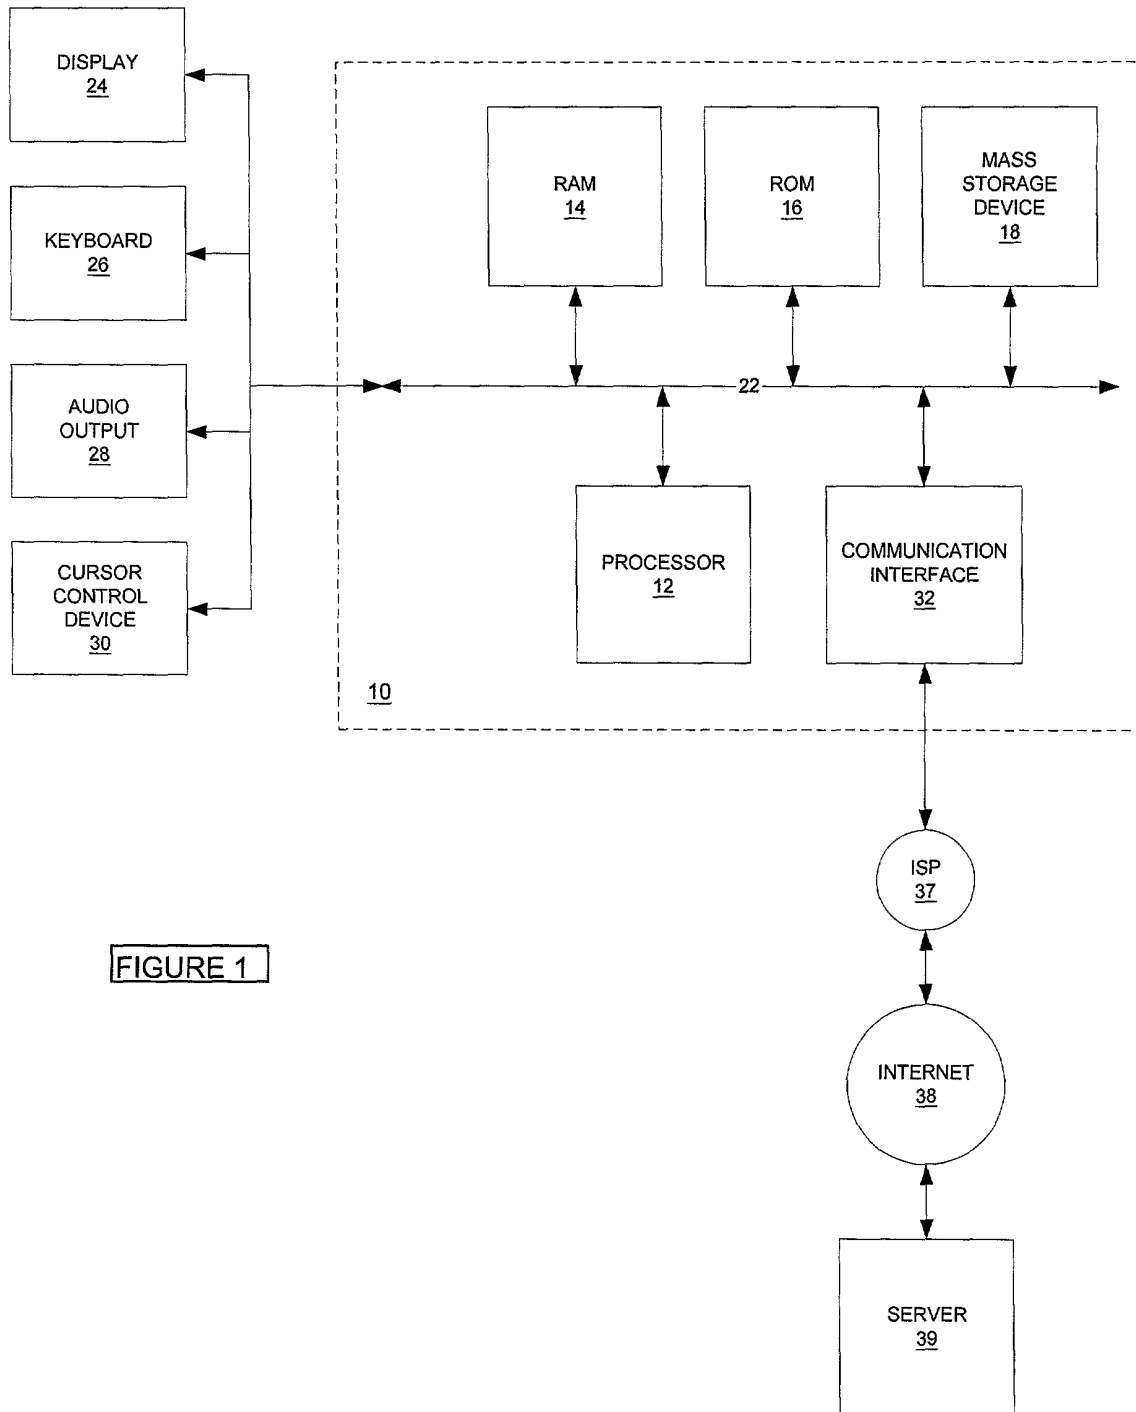 DISPLAY
24
KEYBOARD
26
AUDIO
OUTPUT
28
CURSOR
CONTROL
DEVICE
30
RAM
14
ROM
16
MASS
STORAGE
DEVICE
18
22
PROCESSOR
12
COMMUNICATION
INTERFACE
32
10
ISP
37
INTERNET
38
SERVER
39
FIGURE 1